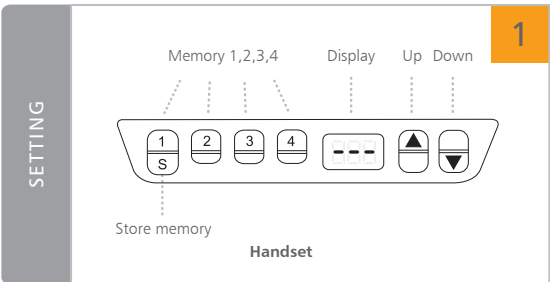 1
SETTING
Memory 1,2,3,4 Display Up Down
1 2 3 4 ---
S
Store memory
Handset